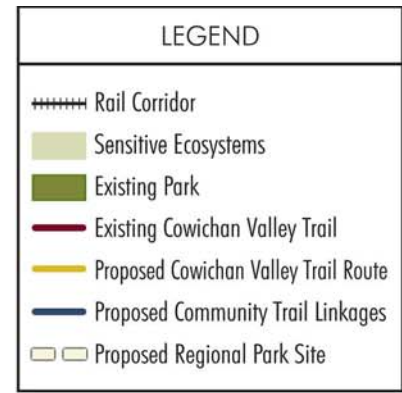 LEGEND
Rail Corridor
Sensitive Ecosystems
Existing Park
Existing Cowichan Valley Trail
Proposed Cowichan Valley Trail Route
Proposed Community Trail Linkages
Proposed Regional Park Site